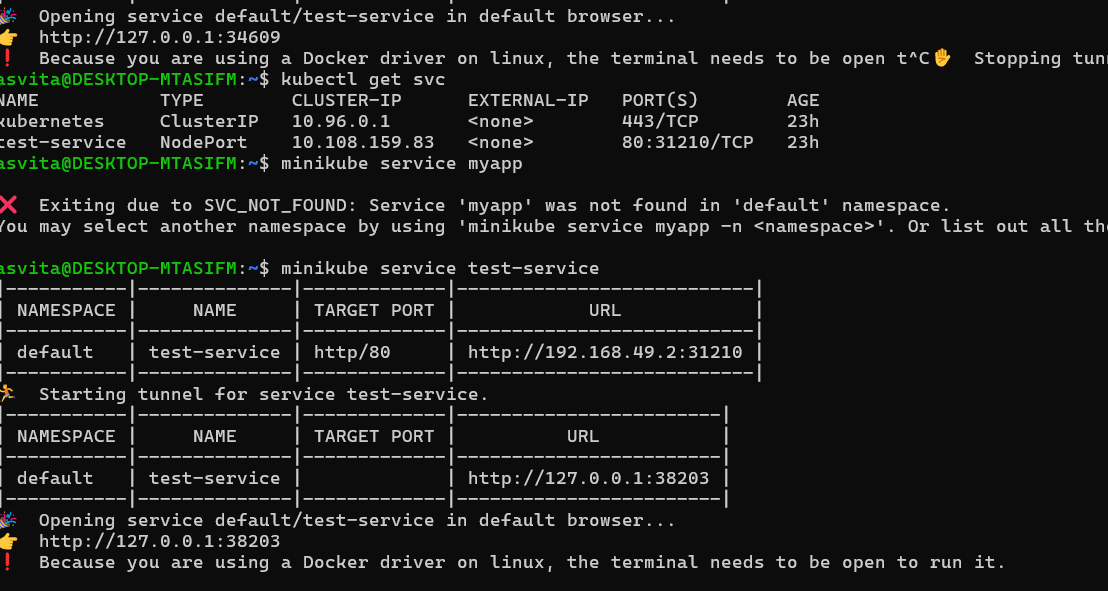 🎉  Opening service default/test-service in default browser...
👉  http://127.0.0.1:34609
❗  Because you are using a Docker driver on linux, the terminal needs to be open t^C✋  Stopping tun
asvita@DESKTOP-MTASIFM:~$ kubectl get svc
NAME           TYPE        CLUSTER-IP      EXTERNAL-IP   PORT(S)        AGE
kubernetes     ClusterIP   10.96.0.1       <none>        443/TCP        23h
test-service   NodePort    10.108.159.83   <none>        80:31210/TCP   23h
asvita@DESKTOP-MTASIFM:~$ minikube service myapp
❌  Exiting due to SVC_NOT_FOUND: Service 'myapp' was not found in 'default' namespace.
You may select another namespace by using 'minikube service myapp -n <namespace>'. Or list out all the
asvita@DESKTOP-MTASIFM:~$ minikube service test-service
|-----------|--------------|-------------|---------------------------|
| NAMESPACE |     NAME     | TARGET PORT |            URL            |
|-----------|--------------|-------------|---------------------------|
| default   | test-service | http/80     | http://192.168.49.2:31210 |
|-----------|--------------|-------------|---------------------------|
🏃  Starting tunnel for service test-service.
|-----------|--------------|-------------|------------------------|
| NAMESPACE |     NAME     | TARGET PORT |          URL           |
|-----------|--------------|-------------|------------------------|
| default   | test-service |             | http://127.0.0.1:38203 |
|-----------|--------------|-------------|------------------------|
🎉  Opening service default/test-service in default browser...
👉  http://127.0.0.1:38203
❗  Because you are using a Docker driver on linux, the terminal needs to be open to run it.